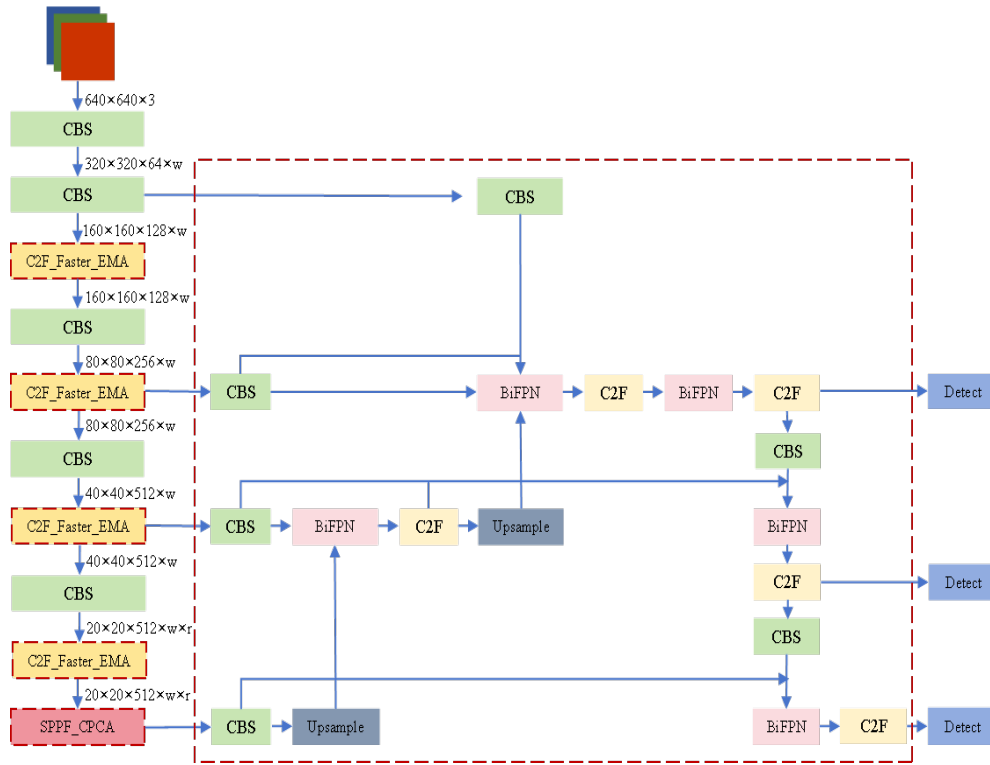 640×640×3
CBS
320×320×64×w
CBS
CBS
160×160×128×w
C2F_Faster_EMA
160×160×128×w
CBS
80×80×256×w
C2F_Faster_EMA
CBS
BiFPN
C2F
BiFPN
C2F
Detect
80×80×256×w
CBS
CBS
40×40×512×w
C2F_Faster_EMA
CBS
BiFPN
C2F
Upsample
BiFPN
40×40×512×w
CBS
C2F
Detect
20×20×512×w×r
CBS
C2F_Faster_EMA
20×20×512×w×r
SPPF_CPCA
CBS
Upsample
BiFPN
C2F
Detect